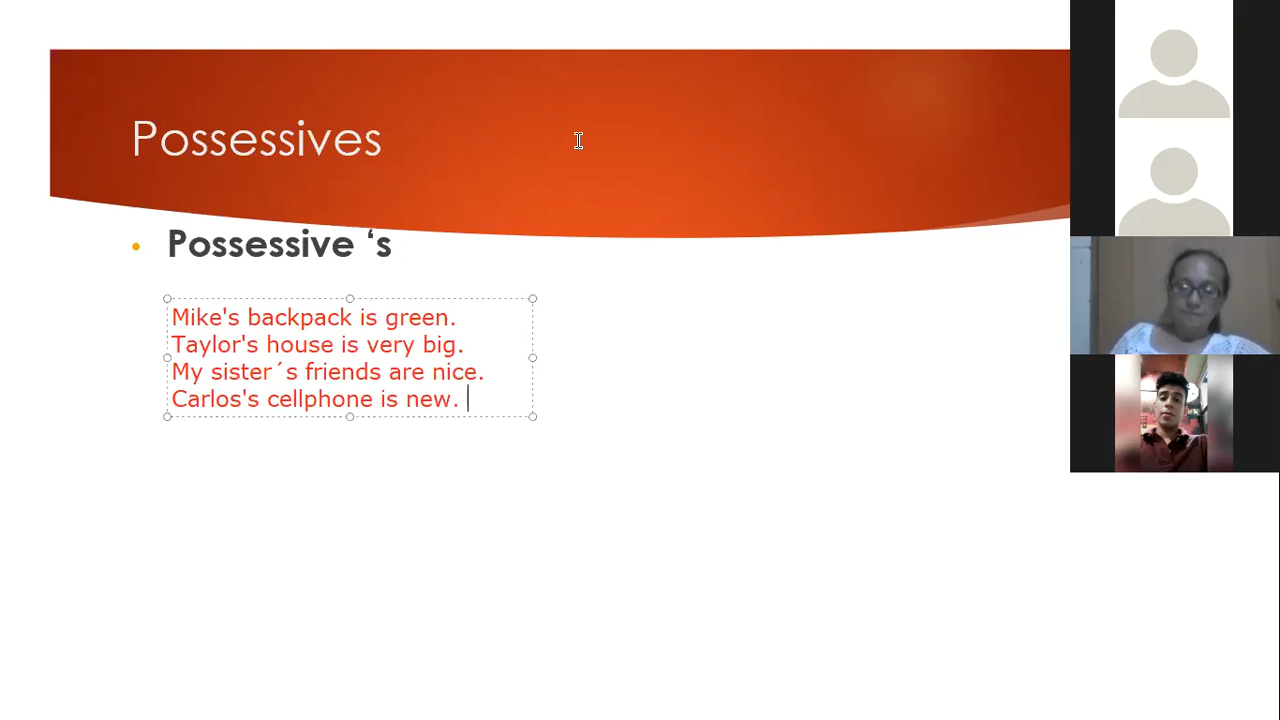 Possessives
• Possessive ‘s
Mike's backpack is green.
Taylor's house is very big.
My sister´s friends are nice.
Carlos's cellphone is new.